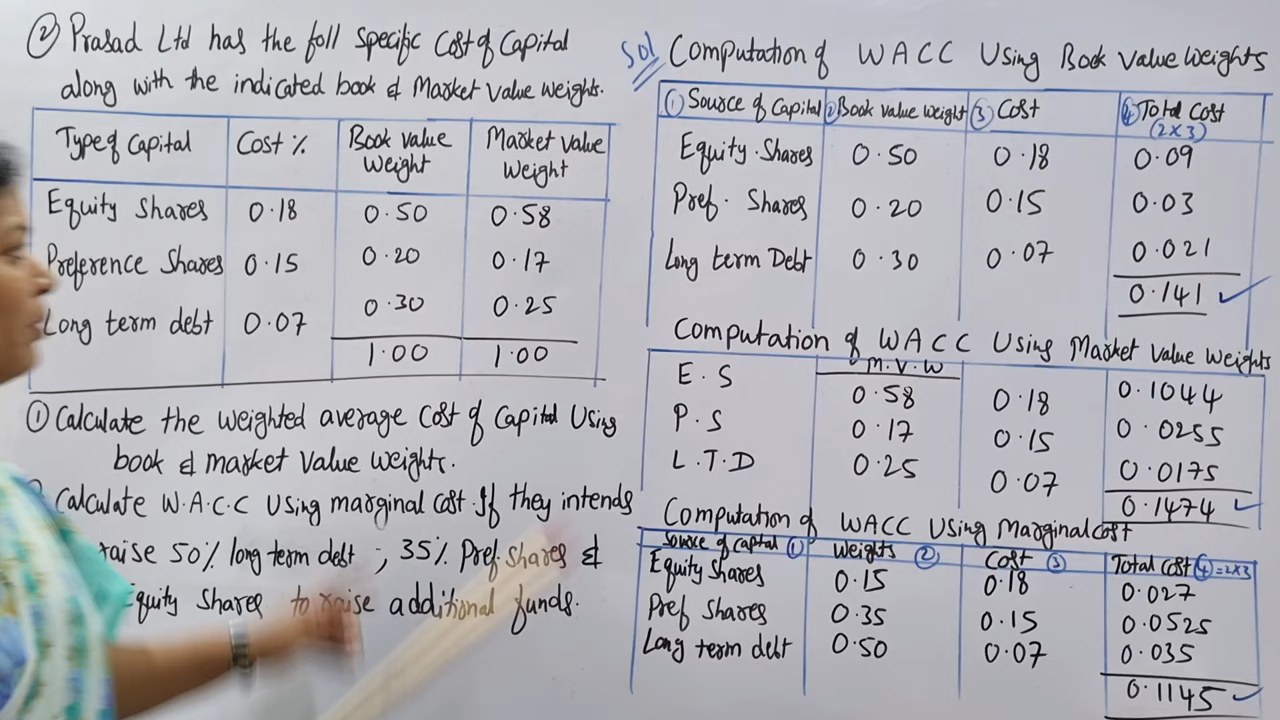 ② Prasad Ltd has the foll specific Cost of Capital
along with the indicated book & Market Value Weights.
Type of Capital Cost % Book Value Weight Market Value Weight
Equity Shares 0.18 0.50 0.58
Preference Shares 0.15 0.20 0.17
Long term debt 0.07 0.30 0.25
1.00 1.00
① Calculate the weighted average Cost of Capital Using
book & market Value Weights.
Calculate W.A.C.C Using marginal cost If they intends
raise 50% long term debt ; 35% Pref. shares &
Equity Shares to raise additional funds.
Sol Computation of WACC Using Book Value Weights
① Source of Capital ② Book value Weight ③ Cost ④ Total Cost (2×3)
Equity Shares 0.50 0.18 0.09
Pref. Shares 0.20 0.15 0.03
Long term Debt 0.30 0.07 0.021
0.141 ✓
Computation of WACC Using Market Value Weights
M.V.W
E.S 0.58 0.18 0.1044
P.S 0.17 0.15 0.0255
L.T.D 0.25 0.07 0.0175
0.1474 ✓
Computation of WACC Using Marginal Cost
Source of Capital ① Weights ② Cost ③ Total Cost ④=2×3
Equity Shares 0.15 0.18 0.027
Pref Shares 0.35 0.15 0.0525
Long term debt 0.50 0.07 0.035
0.1145 ✓